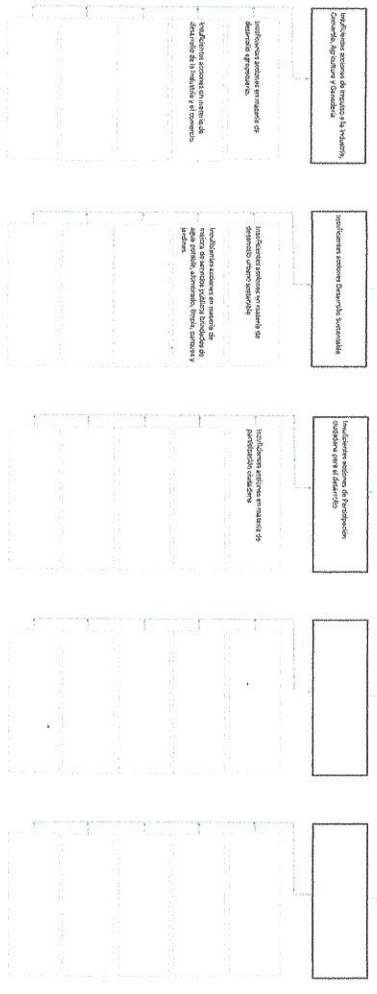 Insuficientes acciones de impulso a la Industria,
Comercio, Agricultura y Ganadería
Insuficientes acciones en materia de
desarrollo agropecuario.
Insuficientes acciones en materia de
desarrollo de la industria y el comercio
Insuficientes acciones Desarrollo Sustentable
Insuficientes acciones en materia de
desarrollo urbano sustentable
Insuficientes acciones en materia de
mejora de servicios públicos brindados de
agua potable, alumbrado, limpia, parques y
jardines.
Insuficientes acciones de Participación
ciudadana para el desarrollo
Insuficientes acciones en materia de
participación ciudadana